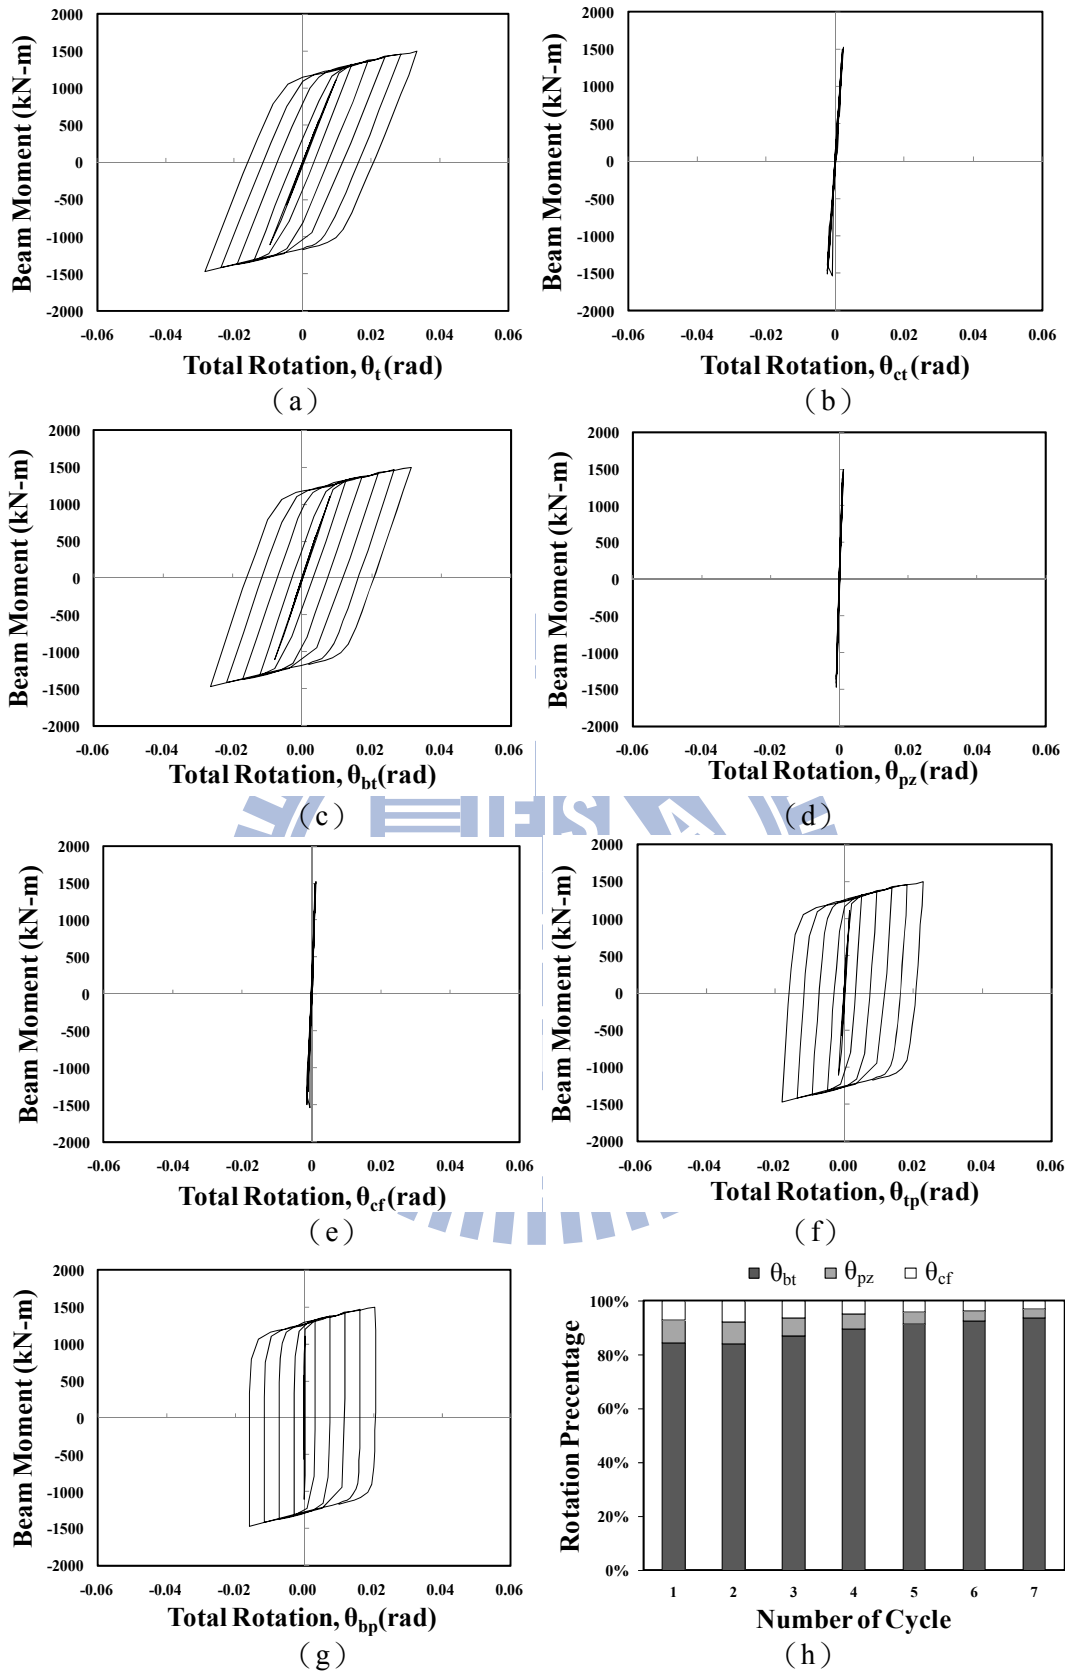 2000
1500
1000
500
0
-500
-1000
-1500
-2000
-0.06 -0.04 -0.02 0 0.02 0.04 0.06
Beam Moment (kN-m)
Total Rotation, θt (rad)
(a)
2000
1500
1000
500
0
-500
-1000
-1500
-2000
-0.06 -0.04 -0.02 0 0.02 0.04 0.06
Beam Moment (kN-m)
Total Rotation, θct (rad)
(b)
2000
1500
1000
500
0
-500
-1000
-1500
-2000
-0.06 -0.04 -0.02 0.00 0.02 0.04 0.06
Beam Moment (kN-m)
Total Rotation, θbt(rad)
(c)
2000
1500
1000
500
0
-500
-1000
-1500
-2000
-0.06 -0.04 -0.02 0 0.02 0.04 0.06
Beam Moment (kN-m)
Total Rotation, θpz (rad)
(d)
2000
1500
1000
500
0
-500
-1000
-1500
-2000
-0.06 -0.04 -0.02 0 0.02 0.04 0.06
Beam Moment (kN-m)
Total Rotation, θcf (rad)
(e)
2000
1500
1000
500
0
-500
-1000
-1500
-2000
-0.06 -0.04 -0.02 0.00 0.02 0.04 0.06
Beam Moment (kN-m)
Total Rotation, θtp(rad)
(f)
2000
1500
1000
500
0
-500
-1000
-1500
-2000
-0.06 -0.04 -0.02 0.00 0.02 0.04 0.06
Beam Moment (kN-m)
Total Rotation, θbp(rad)
(g)
θbt θpz θcf
100%
80%
60%
40%
20%
0%
1 2 3 4 5 6 7
Rotation Precentage
Number of Cycle
(h)